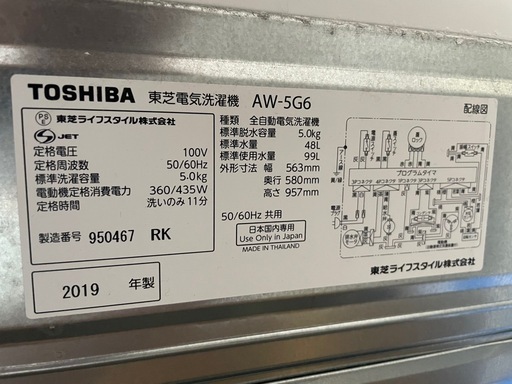 TOSHIBA 東芝電気洗濯機 AW-5G6
PS
E
東芝ライフスタイル株式会社
S-JET
定格電圧 100V
定格周波数 50/60Hz
標準洗濯容量 5.0kg
電動機定格消費電力 360/435W
定格時間 洗いのみ 11分
製造番号 950467 RK
2019 年製
種類 全自動電気洗濯機
標準脱水容量 5.0kg
標準水量 48L
標準使用水量 99L
外形寸法 幅 563mm
奥行 580mm
高さ 957mm
50/60Hz 共用
日本国内専用
Use Only in Japan
MADE IN THAILAND
配線図
プログラムタイマ
東芝ライフスタイル株式会社